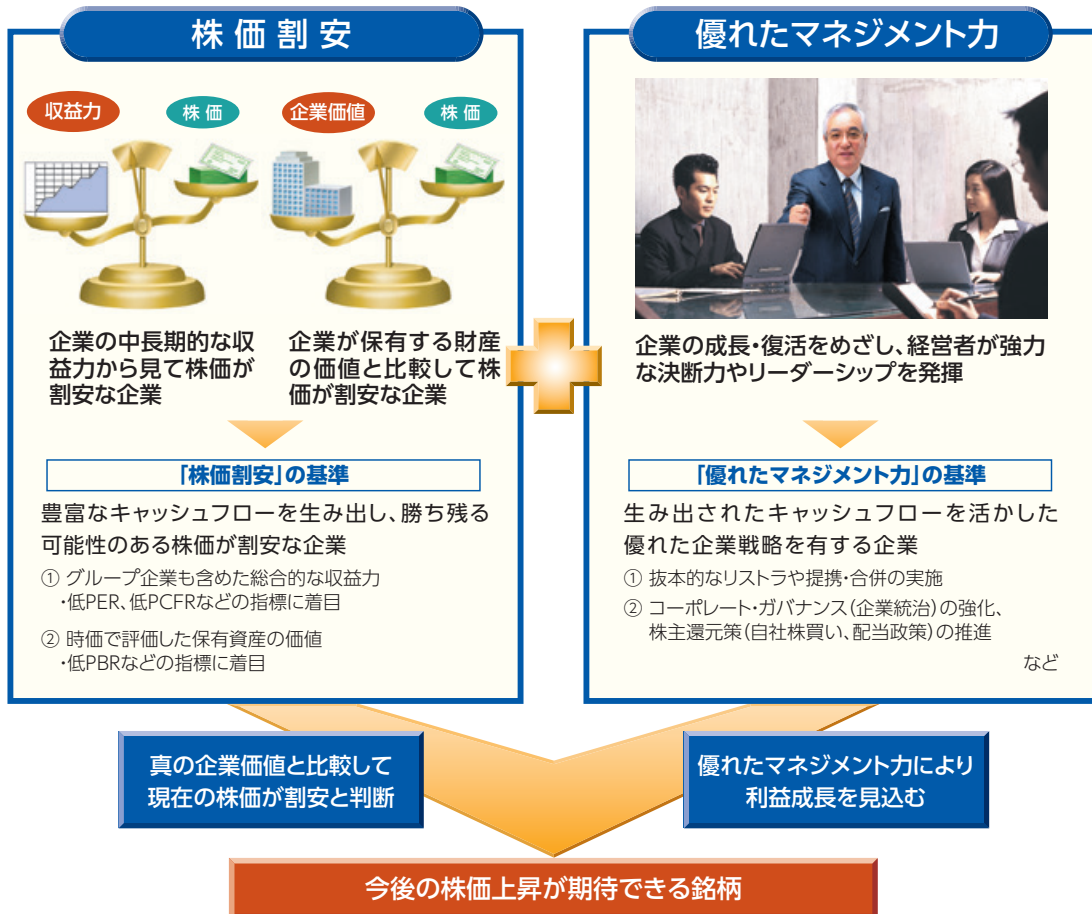 株価割安
収益力
株価
企業価値
株価
企業の中長期的な収
益力から見て株価が
割安な企業
企業が保有する財産
の価値と比較して株
価が割安な企業
「株価割安」の基準
豊富なキャッシュフローを生み出し、勝ち残る
可能性のある株価が割安な企業
① グループ企業も含めた総合的な収益力
・低PER、低PCFRなどの指標に着目
② 時価で評価した保有資産の価値
・低PBRなどの指標に着目
優れたマネジメント力
企業の成長・復活をめざし、経営者が強力
な決断力やリーダーシップを発揮
「優れたマネジメント力」の基準
生み出されたキャッシュフローを活かした
優れた企業戦略を有する企業
① 抜本的なリストラや提携・合併の実施
② コーポレート・ガバナンス(企業統治)の強化、
株主還元策(自社株買い、配当政策)の推進
など
真の企業価値と比較して
現在の株価が割安と判断
優れたマネジメント力により
利益成長を見込む
今後の株価上昇が期待できる銘柄